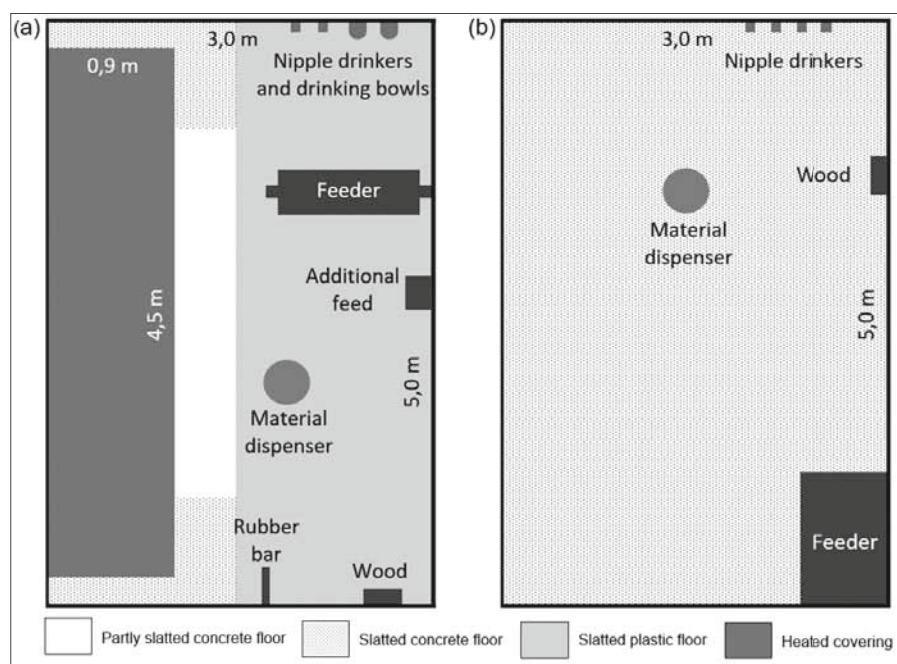 (a)
3,0 m
0,9 m
Nipple drinkers
and drinking bowls
Feeder
Additional
feed
4,5 m
5,0 m
Material
dispenser
Rubber
bar
Wood
(b)
3,0 m
Nipple drinkers
Wood
Material
dispenser
5,0 m
Feeder
Partly slatted concrete floor
Slatted concrete floor
Slatted plastic floor
Heated covering